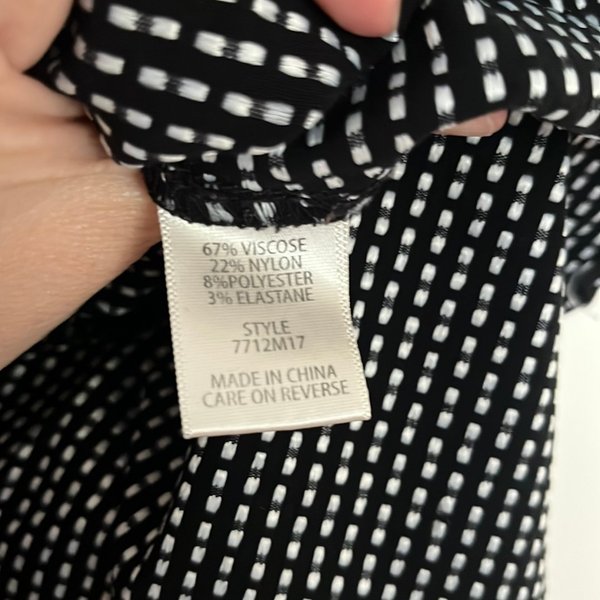 67% VISCOSE
22% NYLON
8%POLYESTER
3% ELASTANE
STYLE
7712M17
MADE IN CHINA
CARE ON REVERSE